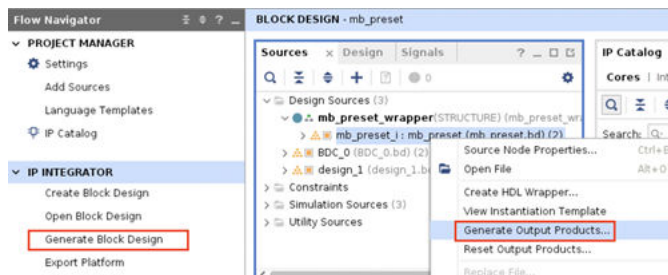 Flow Navigator
PROJECT MANAGER
Settings
Add Sources
Language Templates
IP Catalog
IP INTEGRATOR
Create Block Design
Open Block Design
Generate Block Design
Export Platform
BLOCK DESIGN - mb_preset
Sources × Design Signals ? _
0
Design Sources (3)
mb_preset_wrapper(STRUCTURE) (mb_preset_wr
mb_preset_i : mb_preset (mb_preset.bd) (2)
BDC_0 (BDC_0.bd) (2)
design_1 (design_1.b
Constraints
Simulation Sources (3)
Utility Sources
Source Node Properties... Ctrl+E
Open File Alt+O
Create HDL Wrapper...
View Instantiation Template
Generate Output Products...
Reset Output Products...
Replace File...
IP Catalog
Cores | Int
Search: